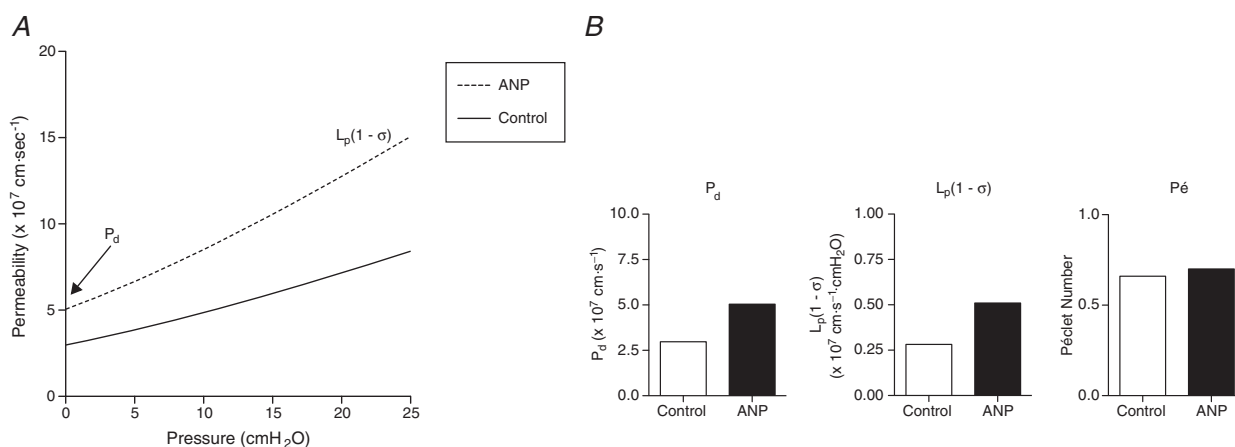 A
Permeability (x 10⁷ cm·sec⁻¹)
20
15
10
5
0
0 5 10 15 20 25
Pressure (cmH₂O)
P_d
L_p(1 - σ)
ANP
Control
B
P_d
P_d (x 10⁷ cm·s⁻¹)
10.0
7.5
5.0
2.5
0.0
Control ANP
L_p(1 - σ)
L_p(1 - σ)
(x 10⁷ cm·s⁻¹·cmH₂O)
1.00
0.75
0.50
0.25
0.00
Control ANP
Pé
Péclet Number
1.0
0.5
0.0
Control ANP